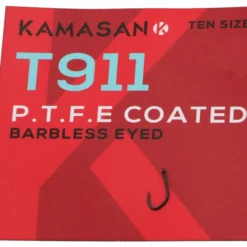 KAMASAN K
TEN SIZE
T911
P.T.F.E COATED
BARBLESS EYED